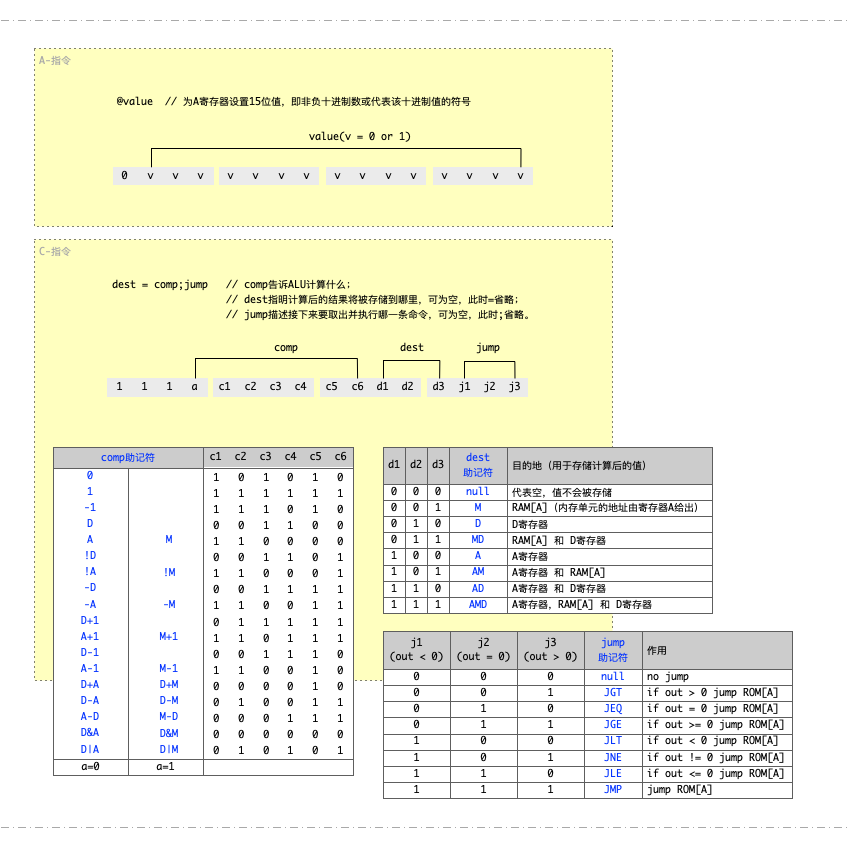 A-指令
@value // 为A寄存器设置15位值，即非负十进制数或代表该十进制值的符号
value(v = 0 or 1)
0 v v v v v v v v v v v v v v v
C-指令
dest = comp;jump // comp告诉ALU计算什么;
// dest指明计算后的结果将被存储到哪里，可为空，此时=省略;
// jump描述接下来要取出并执行哪一条命令，可为空，此时;省略。
comp dest jump
1 1 1 a c1 c2 c3 c4 c5 c6 d1 d2 d3 j1 j2 j3
comp助记符 c1 c2 c3 c4 c5 c6
0 1 0 1 0 1 0
1 1 1 1 1 1 1
-1 1 1 1 0 1 0
D 0 0 1 1 0 0
A M 1 1 0 0 0 0
!D 0 0 1 1 0 1
!A !M 1 1 0 0 0 1
-D 0 0 1 1 1 1
-A -M 1 1 0 0 1 1
D+1 0 1 1 1 1 1
A+1 M+1 1 1 0 1 1 1
D-1 0 0 1 1 1 0
A-1 M-1 1 1 0 0 1 0
D+A D+M 0 0 0 0 1 0
D-A D-M 0 1 0 0 1 1
A-D M-D 0 0 0 1 1 1
D&A D&M 0 0 0 0 0 0
D|A D|M 0 1 0 1 0 1
a=0 a=1
d1 d2 d3 dest 助记符 目的地（用于存储计算后的值）
0 0 0 null 代表空，值不会被存储
0 0 1 M RAM[A]（内存单元的地址由寄存器A给出）
0 1 0 D D寄存器
0 1 1 MD RAM[A] 和 D寄存器
1 0 0 A A寄存器
1 0 1 AM A寄存器 和 RAM[A]
1 1 0 AD A寄存器 和 D寄存器
1 1 1 AMD A寄存器，RAM[A] 和 D寄存器
j1 j2 j3 jump
(out < 0) (out = 0) (out > 0) 助记符 作用
0 0 0 null no jump
0 0 1 JGT if out > 0 jump ROM[A]
0 1 0 JEQ if out = 0 jump ROM[A]
0 1 1 JGE if out >= 0 jump ROM[A]
1 0 0 JLT if out < 0 jump ROM[A]
1 0 1 JNE if out != 0 jump ROM[A]
1 1 0 JLE if out <= 0 jump ROM[A]
1 1 1 JMP jump ROM[A]